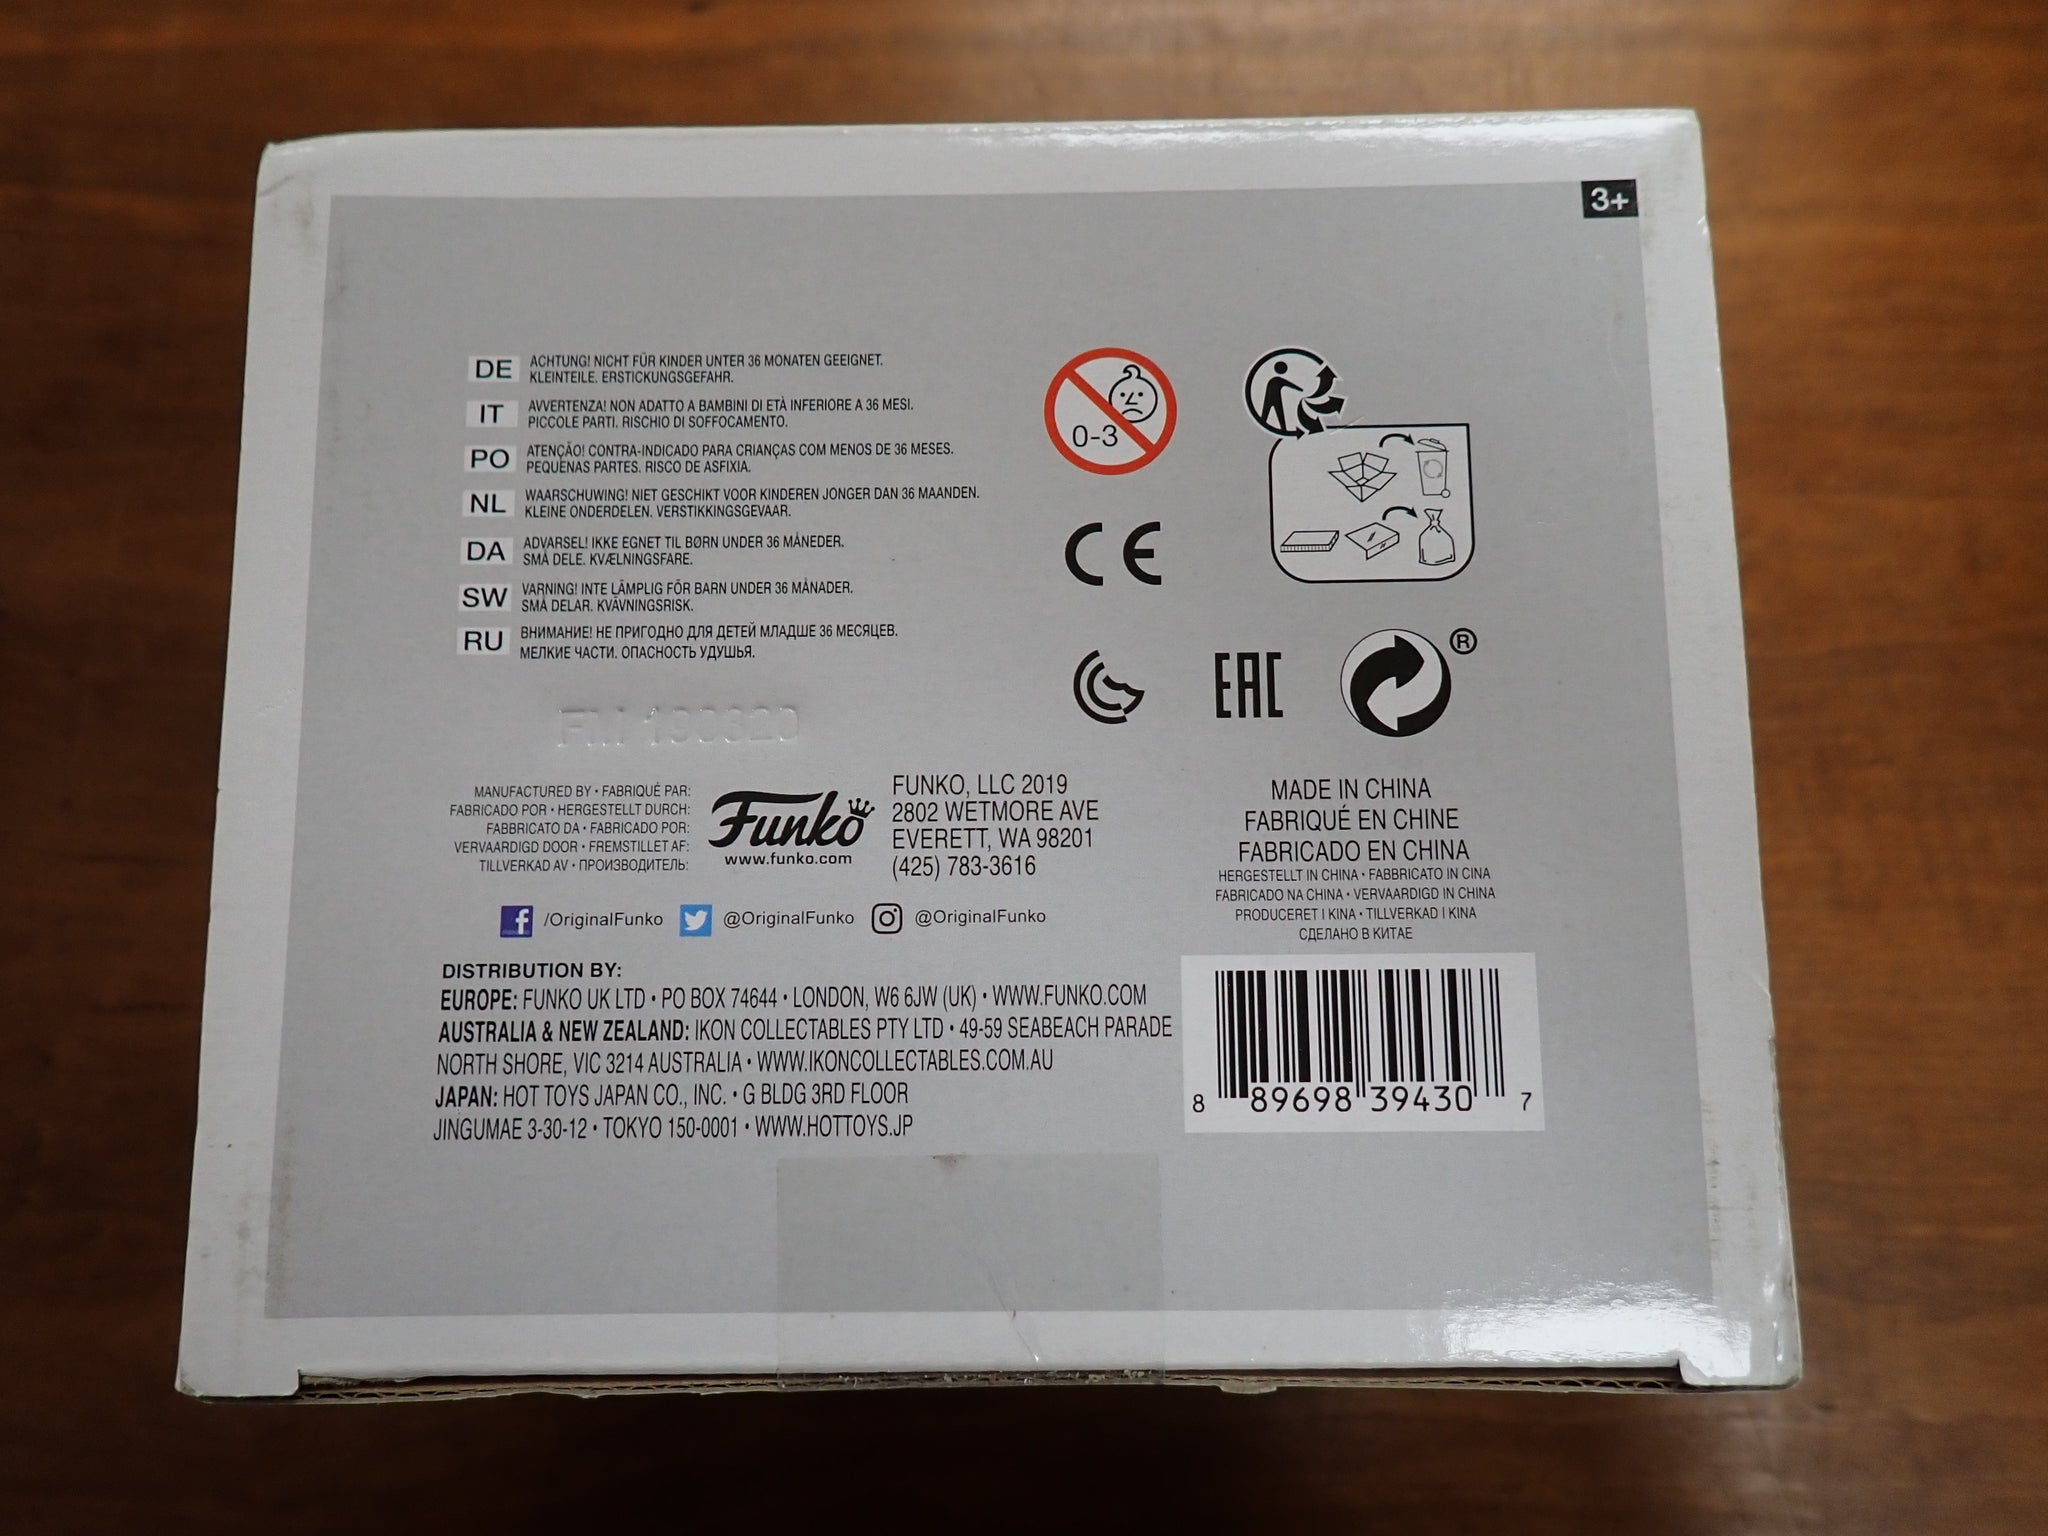 3+
DE ACHTUNG! NICHT FÜR KINDER UNTER 36 MONATEN GEEIGNET.
KLEINTEILE. ERSTICKUNGSGEFAHR.
IT AVVERTENZA! NON ADATTO A BAMBINI DI ETÀ INFERIORE A 36 MESI.
PICCOLE PARTI. RISCHIO DI SOFFOCAMENTO.
PO ATENÇÃO! CONTRA-INDICADO PARA CRIANÇAS COM MENOS DE 36 MESES.
PEQUENAS PARTES. RISCO DE ASFIXIA.
NL WAARSCHUWING! NIET GESCHIKT VOOR KINDEREN JONGER DAN 36 MAANDEN.
KLEINE ONDERDELEN. VERSTIKKINGSGEVAAR.
DA ADVARSEL! IKKE EGNET TIL BØRN UNDER 36 MÅNEDER.
SMÅ DELE. KVÆLNINGSFARE.
SW VARNING! INTE LÄMPLIG FÖR BARN UNDER 36 MÅNADER.
SMÅ DELAR. KVÄVNINGSRISK.
RU ВНИМАНИЕ! НЕ ПРИГОДНО ДЛЯ ДЕТЕЙ МЛАДШЕ 36 МЕСЯЦЕВ.
МЕЛКИЕ ЧАСТИ. ОПАСНОСТЬ УДУШЬЯ.
0-3
CE
EAC
®
FM 190320
MANUFACTURED BY • FABRIQUÉ PAR:
FABRICADO POR • HERGESTELLT DURCH:
FABBRICATO DA • FABRICADO POR:
VERVAARDIGD DOOR • FREMSTILLET AF:
TILLVERKAD AV • ПРОИЗВОДИТЕЛЬ:
Funko
www.funko.com
FUNKO, LLC 2019
2802 WETMORE AVE
EVERETT, WA 98201
(425) 783-3616
MADE IN CHINA
FABRIQUÉ EN CHINE
FABRICADO EN CHINA
HERGESTELLT IN CHINA • FABBRICATO IN CINA
FABRICADO NA CHINA • VERVAARDIGD IN CHINA
PRODUCERET I KINA • TILLVERKAD I KINA
СДЕЛАНО В КИТАЕ
/OriginalFunko @OriginalFunko @OriginalFunko
DISTRIBUTION BY:
EUROPE: FUNKO UK LTD • PO BOX 74644 • LONDON, W6 6JW (UK) • WWW.FUNKO.COM
AUSTRALIA & NEW ZEALAND: IKON COLLECTABLES PTY LTD • 49-59 SEABEACH PARADE
NORTH SHORE, VIC 3214 AUSTRALIA • WWW.IKONCOLLECTABLES.COM.AU
JAPAN: HOT TOYS JAPAN CO., INC. • G BLDG 3RD FLOOR
JINGUMAE 3-30-12 • TOKYO 150-0001 • WWW.HOTTOYS.JP
8 89698 39430 7